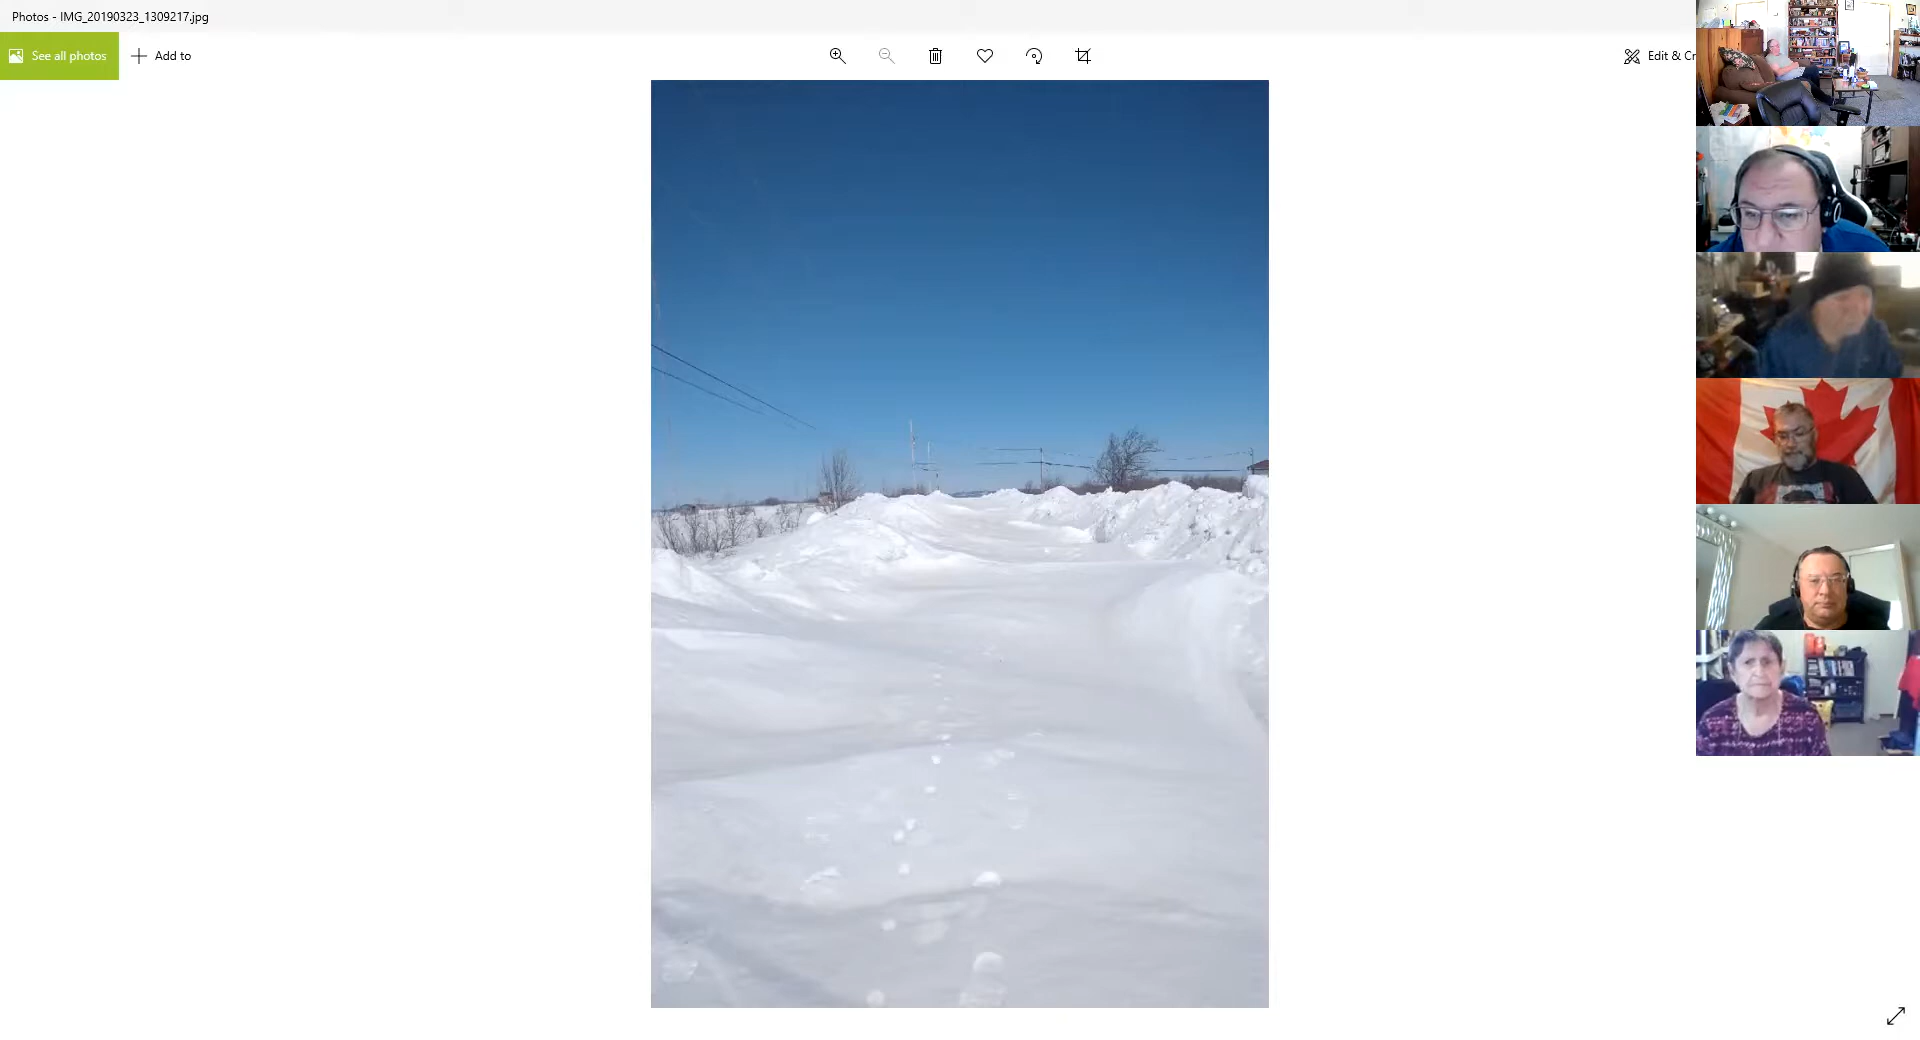 Photos - IMG_20190323_1309217.jpg
See all photos
Add to
Edit & Cr